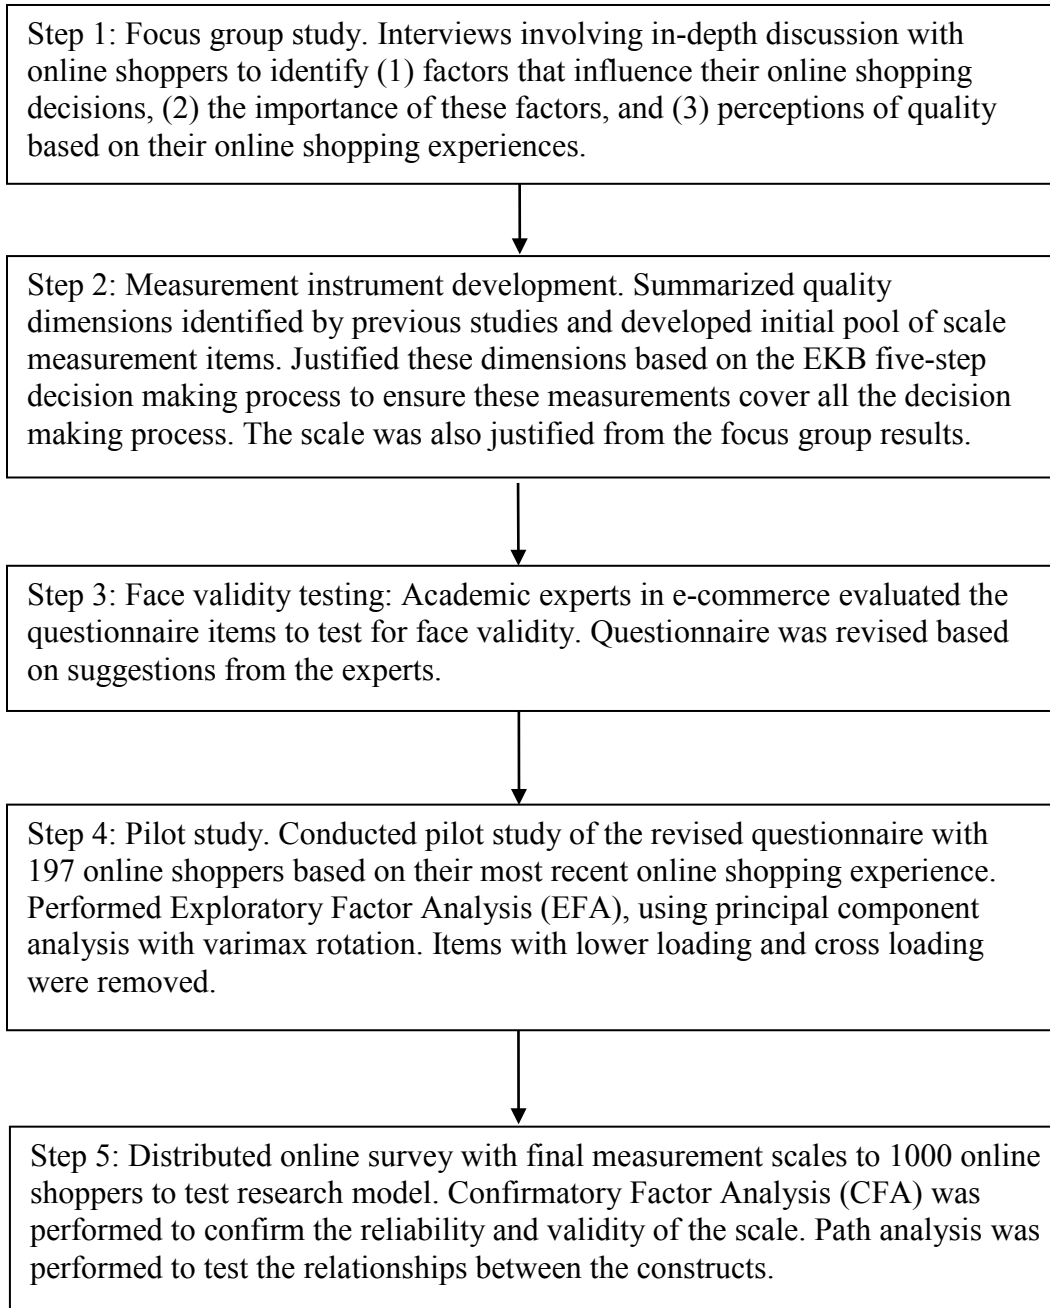 Step 1: Focus group study. Interviews involving in-depth discussion with
online shoppers to identify (1) factors that influence their online shopping
decisions, (2) the importance of these factors, and (3) perceptions of quality
based on their online shopping experiences.
Step 2: Measurement instrument development. Summarized quality
dimensions identified by previous studies and developed initial pool of scale
measurement items. Justified these dimensions based on the EKB five-step
decision making process to ensure these measurements cover all the decision
making process. The scale was also justified from the focus group results.
Step 3: Face validity testing: Academic experts in e-commerce evaluated the
questionnaire items to test for face validity. Questionnaire was revised based
on suggestions from the experts.
Step 4: Pilot study. Conducted pilot study of the revised questionnaire with
197 online shoppers based on their most recent online shopping experience.
Performed Exploratory Factor Analysis (EFA), using principal component
analysis with varimax rotation. Items with lower loading and cross loading
were removed.
Step 5: Distributed online survey with final measurement scales to 1000 online
shoppers to test research model. Confirmatory Factor Analysis (CFA) was
performed to confirm the reliability and validity of the scale. Path analysis was
performed to test the relationships between the constructs.